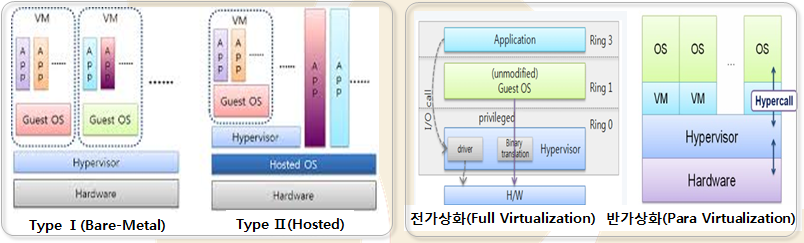 VM
VM
A P P
A P P
......
A P P
A P P
......
Guest OS
Guest OS
......
Hypervisor
Hardware
Type Ⅰ (Bare-Metal)
VM
A P P
A P P
......
Guest OS
Hypervisor
......
A P P
A P P
......
Hosted OS
Hardware
Type Ⅱ(Hosted)
Application
Ring 3
(unmodified)
Guest OS
Ring 1
I/O call
privileged
Ring 0
driver
Binary
translation
Hypervisor
H/W
전가상화(Full Virtualization)
OS
OS
...
OS
VM
VM
Hypercall
Hypervisor
Hardware
반가상화(Para Virtualization)